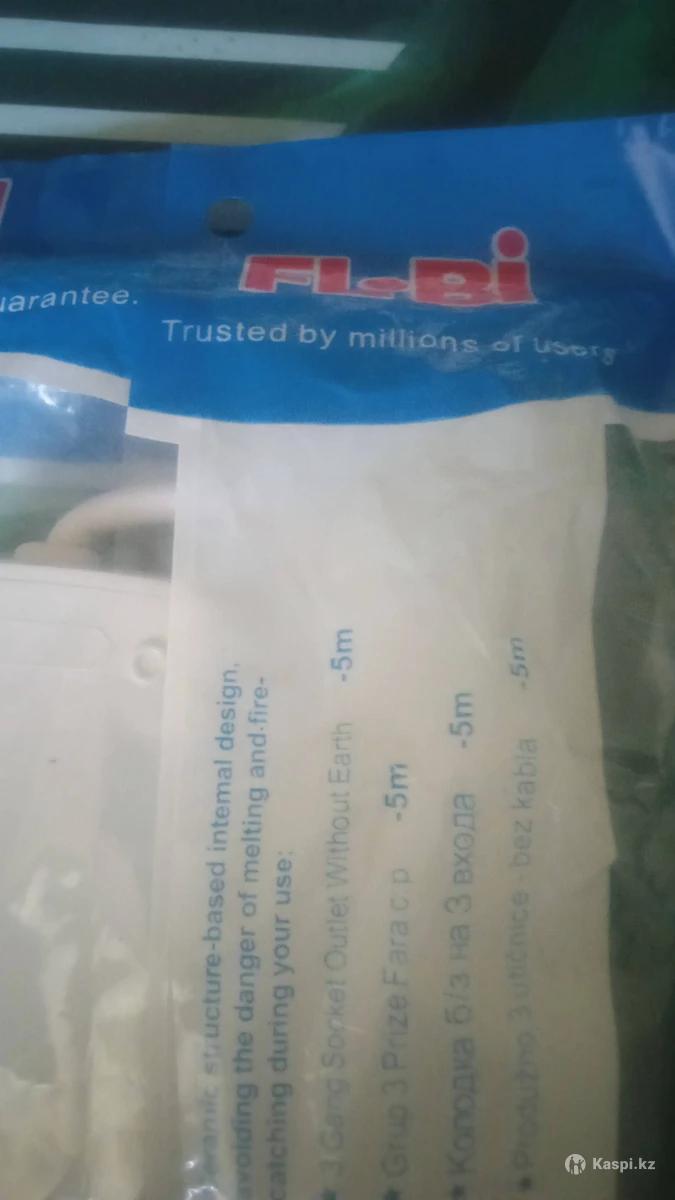 uarantee.
Fi-Bi
Trusted by millions of users
structure-based internal design,
avoiding the danger of melting and fire-
catching during your use;
3 Gang Socket Outlet Without Earth -5m
Grup 3 Prize Fara c p -5m
Колодка б/з на 3 входа -5m
Produžno 3 utičnice - bez kabla -5m
Kaspi.kz